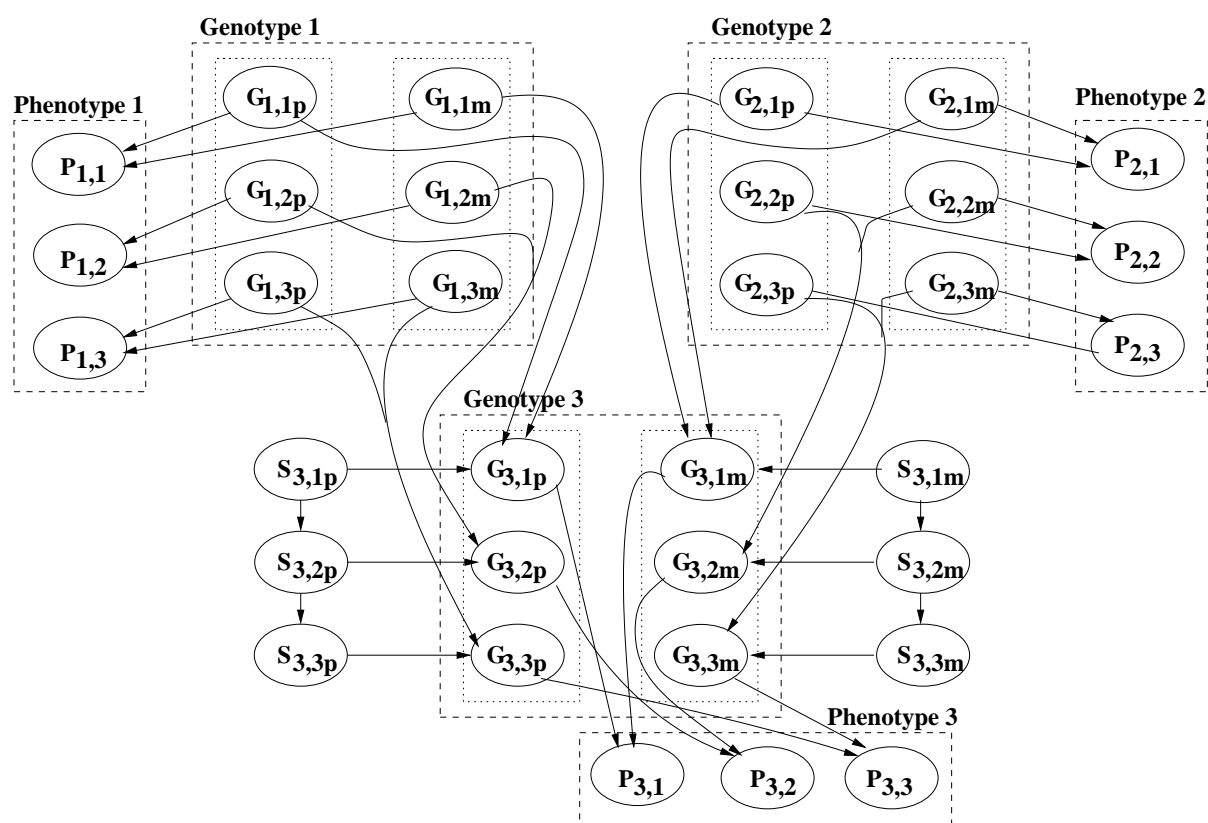 Genotype 1
Genotype 2
Phenotype 1
Phenotype 2
G1,1p
G1,1m
G2,1p
G2,1m
P1,1
P2,1
G1,2p
G1,2m
G2,2p
G2,2m
P1,2
P2,2
G1,3p
G1,3m
G2,3p
G2,3m
P1,3
P2,3
Genotype 3
S3,1p
G3,1p
G3,1m
S3,1m
S3,2p
G3,2p
G3,2m
S3,2m
S3,3p
G3,3p
G3,3m
S3,3m
Phenotype 3
P3,1
P3,2
P3,3